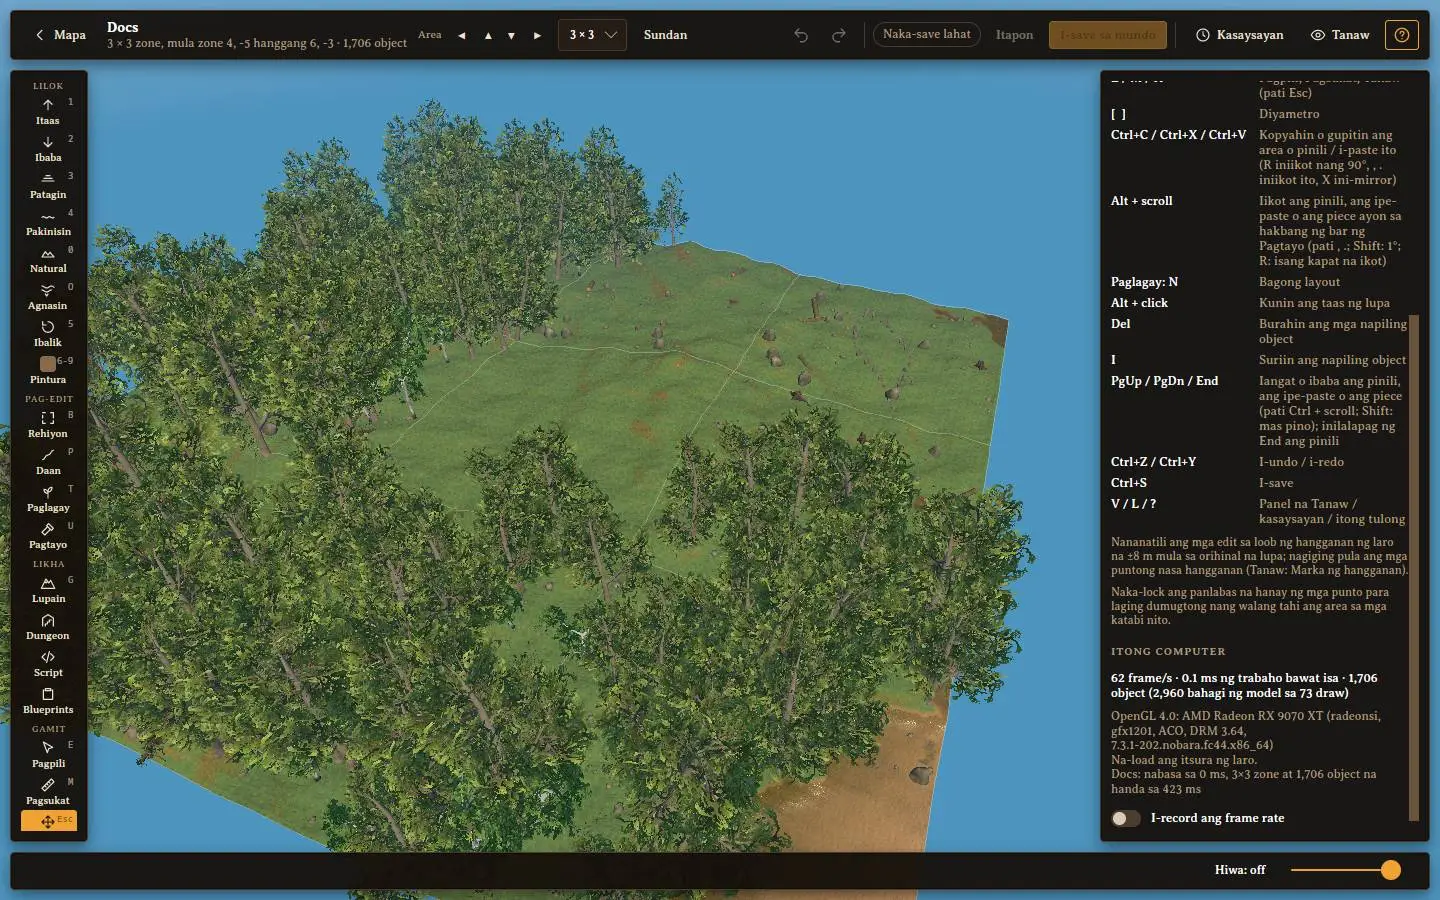 Mapa
Docs
3 × 3 zone, mula zone 4, -5 hanggang 6, -3 · 1,706 object
Area
3 × 3
Sundan
Naka-save lahat
Itapon
I-save sa mundo
Kasaysayan
Tanaw
LILOK
1
Itaas
2
Ibaba
3
Patagin
4
Pakinisin
0
Natural
O
Agnasin
5
Ibalik
6-9
Pintura
PAG-EDIT
B
Rehiyon
P
Daan
T
Paglagay
U
Pagtayo
LIKHA
G
Lupain
Dungeon
Script
Blueprints
GAMIT
E
Pagpili
M
Pagsukat
Esc
(pati Esc)
[ ] Diyametro
Ctrl+C / Ctrl+X / Ctrl+V Kopyahin o gupitin ang
area o pinili / i-paste ito
(R iniikot nang 90°, , .
iniikot ito, X ini-mirror)
Alt + scroll Iikot ang pinili, ang ipe-
paste o ang piece ayon sa
hakbang ng bar ng
Pagtayo (pati , .; Shift: 1°;
R: isang kapat na ikot)
Paglagay: N Bagong layout
Alt + click Kunin ang taas ng lupa
Del Burahin ang mga napiling
object
I Suriin ang napiling object
PgUp / PgDn / End Iangat o ibaba ang pinili,
ang ipe-paste o ang piece
(pati Ctrl + scroll; Shift:
mas pino); inilalapag ng
End ang pinili
Ctrl+Z / Ctrl+Y I-undo / i-redo
Ctrl+S I-save
V / L / ? Panel na Tanaw /
kasaysayan / itong tulong
Nananatili ang mga edit sa loob ng hangganan ng laro
na ±8 m mula sa orihinal na lupa; nagiging pula ang mga
puntong nasa hangganan (Tanaw: Marka ng hangganan).
Naka-lock ang panlabas na hanay ng mga punto para
laging dumugtong nang walang tahi ang area sa mga
katabi nito.
ITONG COMPUTER
62 frame/s · 0.1 ms ng trabaho bawat isa · 1,706
object (2,960 bahagi ng model sa 73 draw)
OpenGL 4.0: AMD Radeon RX 9070 XT (radeonsi,
gfx1201, ACO, DRM 3.64,
7.3.1-202.nobara.fc44.x86_64)
Na-load ang itsura ng laro.
Docs: nabasa sa 0 ms, 3×3 zone at 1,706 object na
handa sa 423 ms
I-record ang frame rate
Hiwa: off